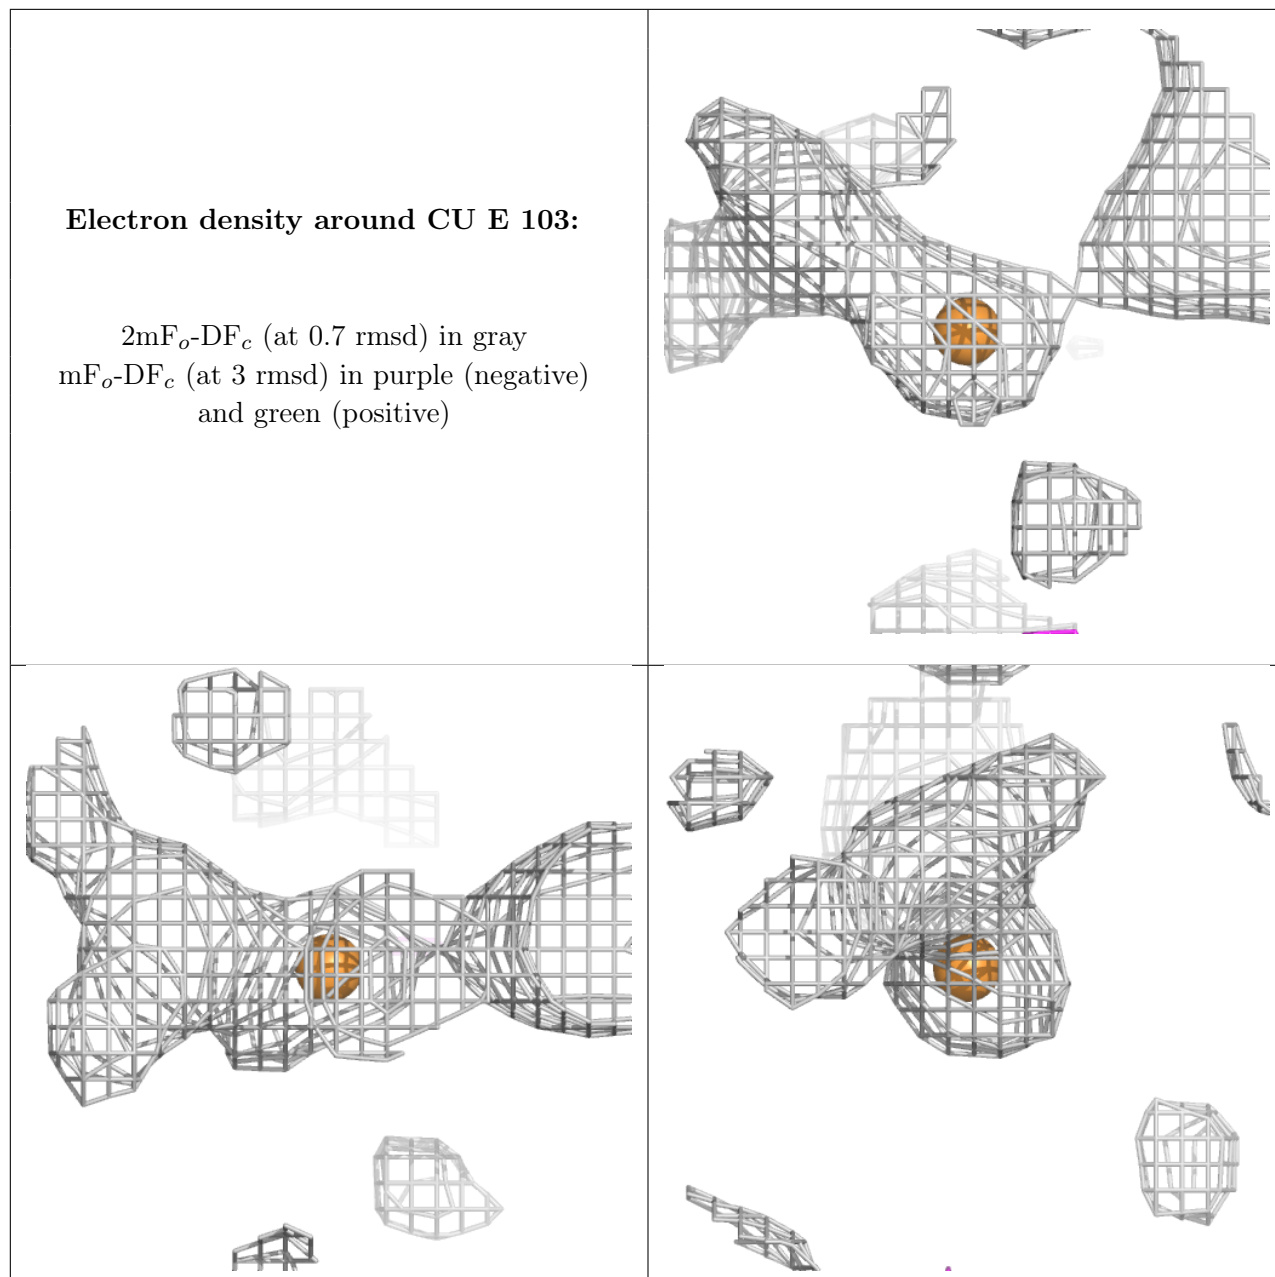 Electron density around CU E 103:
2mFo-DFc (at 0.7 rmsd) in gray
mFo-DFc (at 3 rmsd) in purple (negative)
and green (positive)